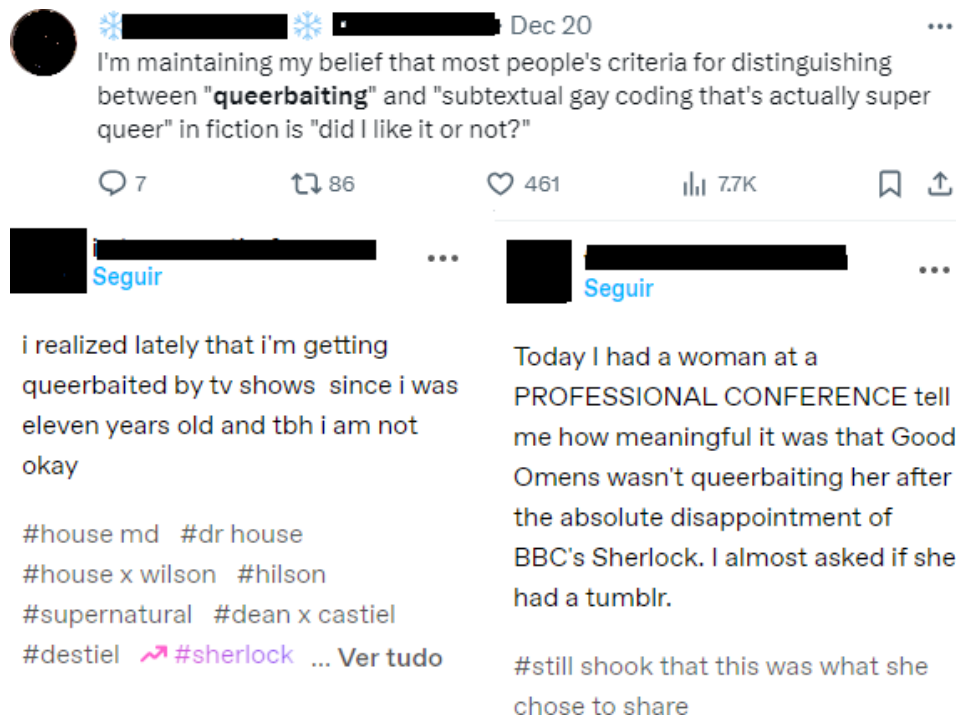 Dec 20
I'm maintaining my belief that most people's criteria for distinguishing
between "queerbaiting" and "subtextual gay coding that's actually super
queer" in fiction is "did I like it or not?"
7 86 461 7.7K
Seguir
i realized lately that i'm getting
queerbaited by tv shows since i was
eleven years old and tbh i am not
okay
#house md #dr house
#house x wilson #hilson
#supernatural #dean x castiel
#destiel #sherlock ... Ver tudo
Seguir
Today I had a woman at a
PROFESSIONAL CONFERENCE tell
me how meaningful it was that Good
Omens wasn't queerbaiting her after
the absolute disappointment of
BBC's Sherlock. I almost asked if she
had a tumblr.
#still shook that this was what she
chose to share